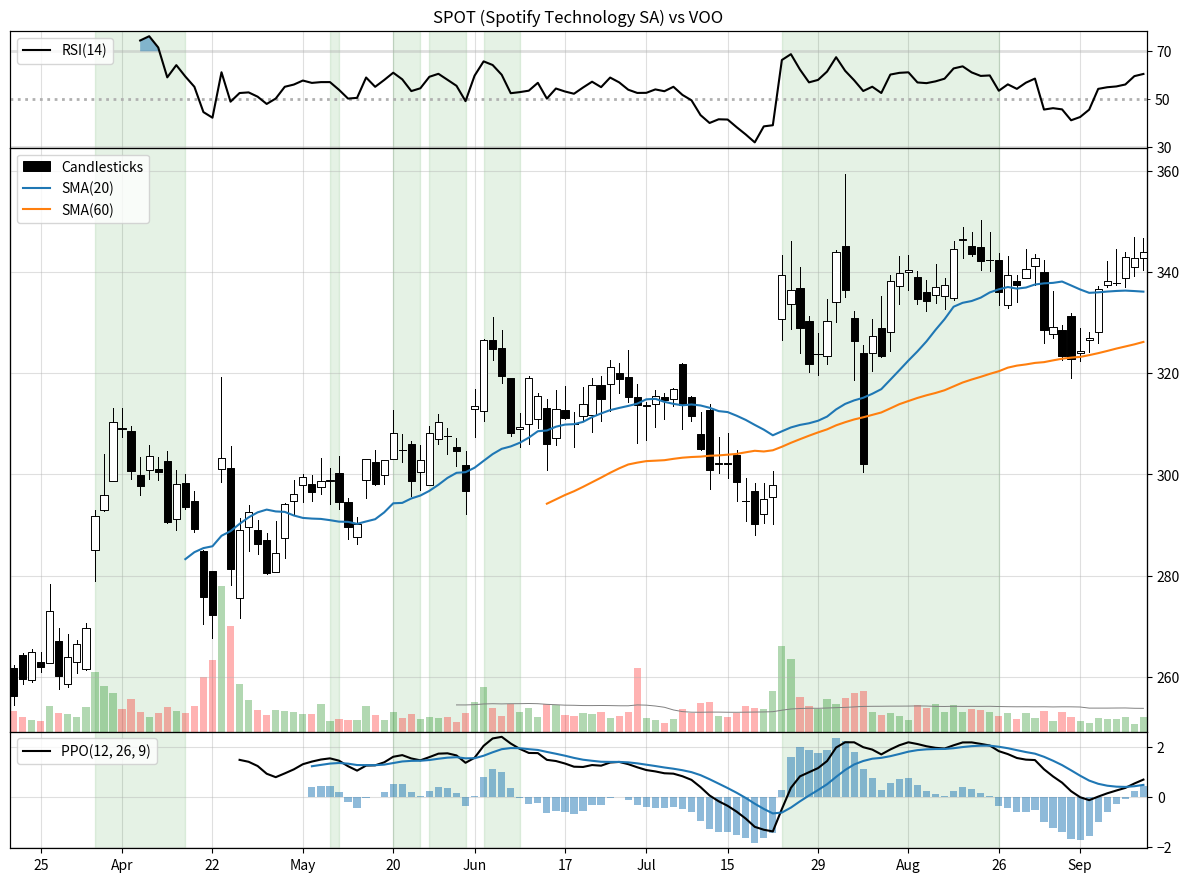 SPOT (Spotify Technology SA) vs VOO
RSI(14)
70
50
30
Candlesticks
SMA(20)
SMA(60)
360
340
320
300
280
260
PPO(12, 26, 9)
2
0
−2
25 Apr 22 May 20 Jun 17 Jul 15 29 Aug 26 Sep